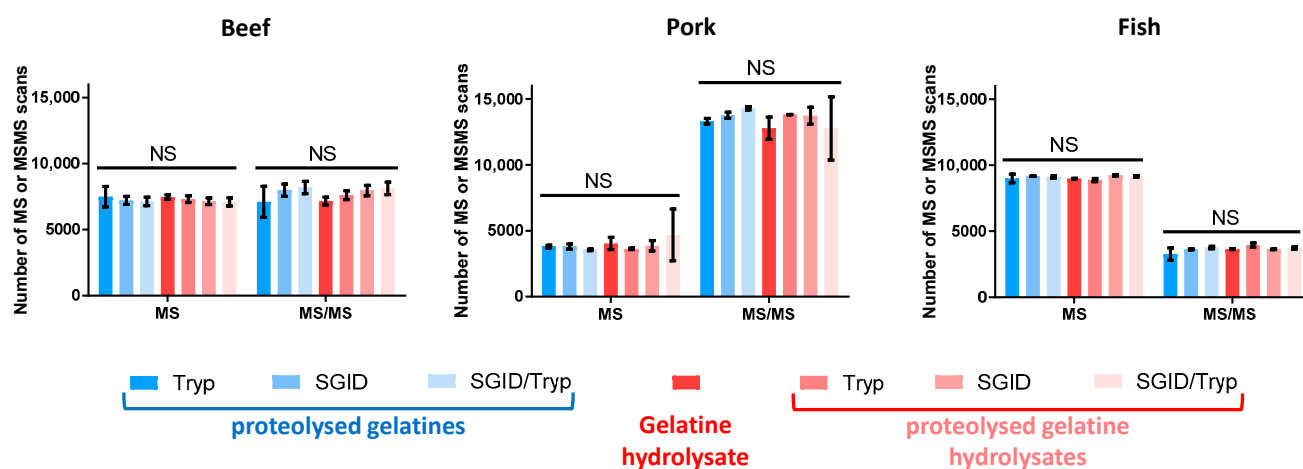 Beef
Number of MS or MSMS scans
15,000
10,000
5000
0
NS
NS
MS
MS/MS
Pork
Number of MS or MSMS scans
15,000
10,000
5000
0
NS
NS
MS
MS/MS
Fish
Number of MS or MSMS scans
15,000
10,000
5000
0
NS
NS
MS
MS/MS
Tryp
SGID
SGID/Tryp
proteolysed gelatines
Gelatine
hydrolysate
Tryp
SGID
SGID/Tryp
proteolysed gelatine
hydrolysates